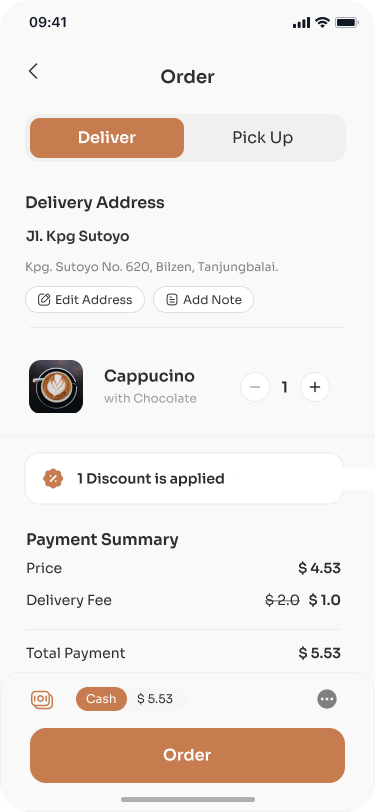 09:41
Order
Deliver Pick Up
Delivery Address
Jl. Kpg Sutoyo
Kpg. Sutoyo No. 620, Bilzen, Tanjungbalai.
Edit Address Add Note
Cappucino
with Chocolate
1
1 Discount is applied
Payment Summary
Price $ 4.53
Delivery Fee $ 2.0 $ 1.0
Total Payment $ 5.53
Cash $ 5.53
Order